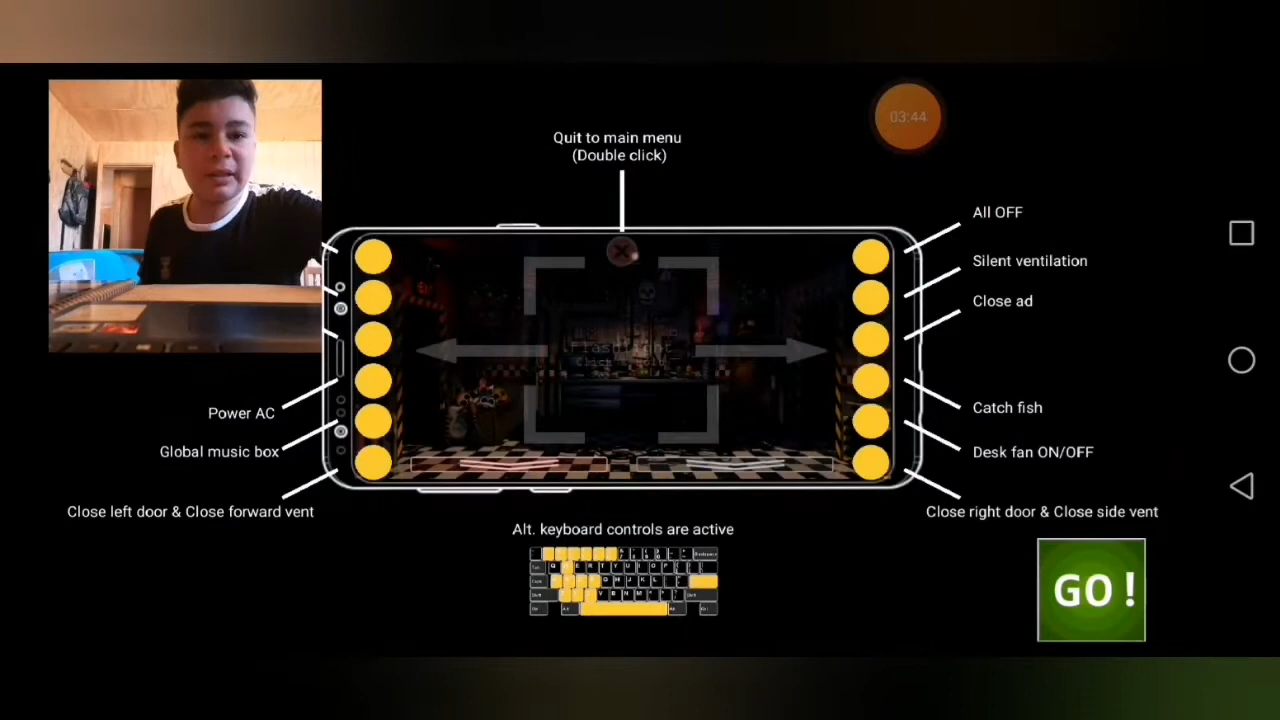 03:44
Quit to main menu
(Double click)
All OFF
Silent ventilation
Close ad
Flashlight
Power AC
Catch fish
Global music box
Desk fan ON/OFF
Close left door & Close forward vent
Close right door & Close side vent
Alt. keyboard controls are active
GO!